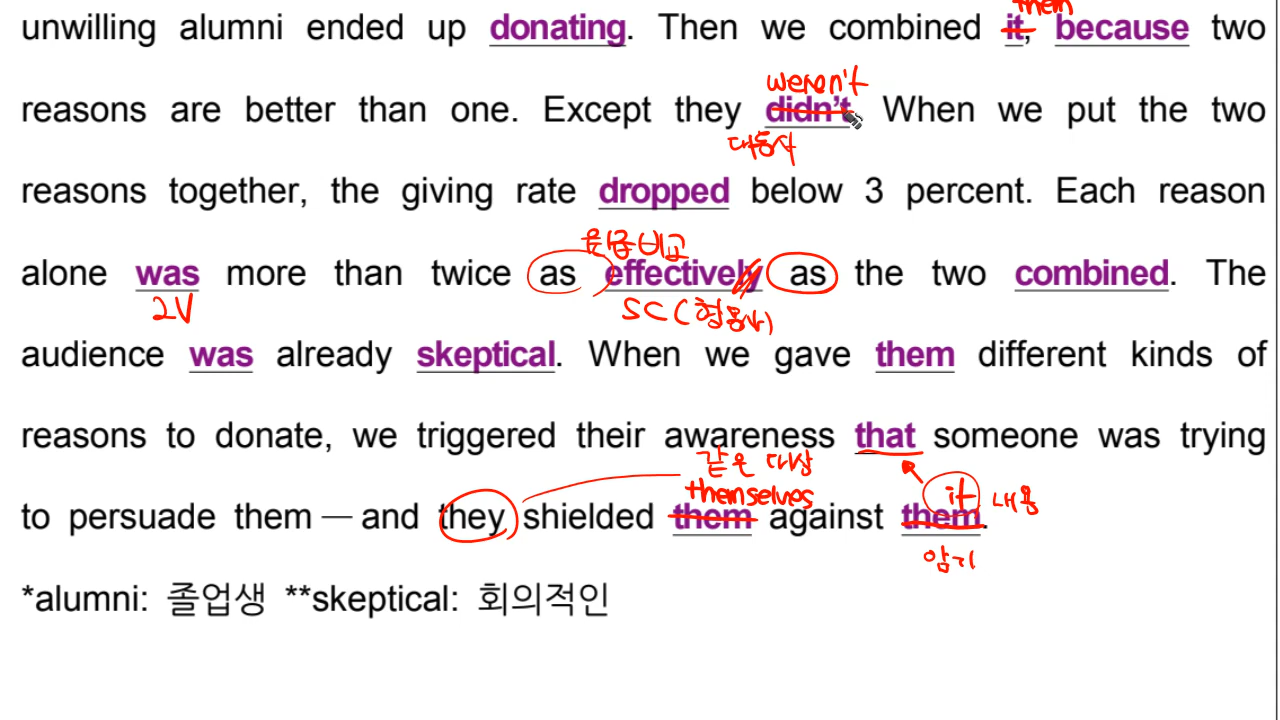 them
unwilling alumni ended up donating. Then we combined it, because two
weren't
reasons are better than one. Except they didn't. When we put the two
대동사
reasons together, the giving rate dropped below 3 percent. Each reason
원급비교
alone was more than twice as effectively as the two combined. The
2V SC(형용사)
audience was already skeptical. When we gave them different kinds of
reasons to donate, we triggered their awareness that someone was trying
같은 대상
themselves it 내용
to persuade them — and they shielded them against them.
암기
*alumni: 졸업생 **skeptical: 회의적인